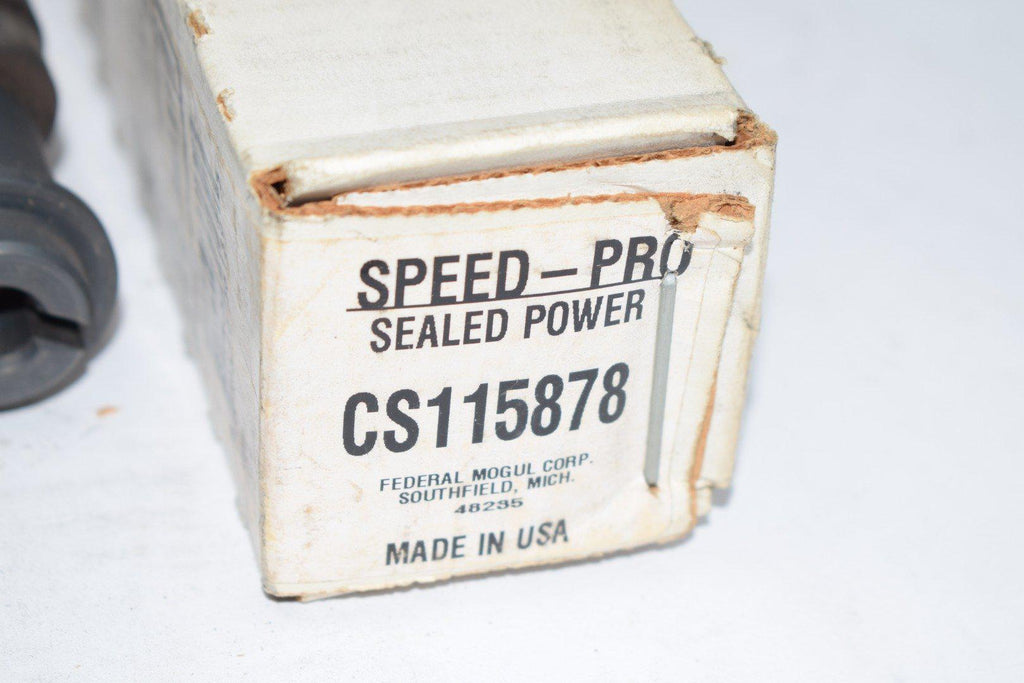 SPEED-PRO
SEALED POWER
CS115878
FEDERAL MOGUL CORP.
SOUTHFIELD, MICH.
48235
MADE IN USA